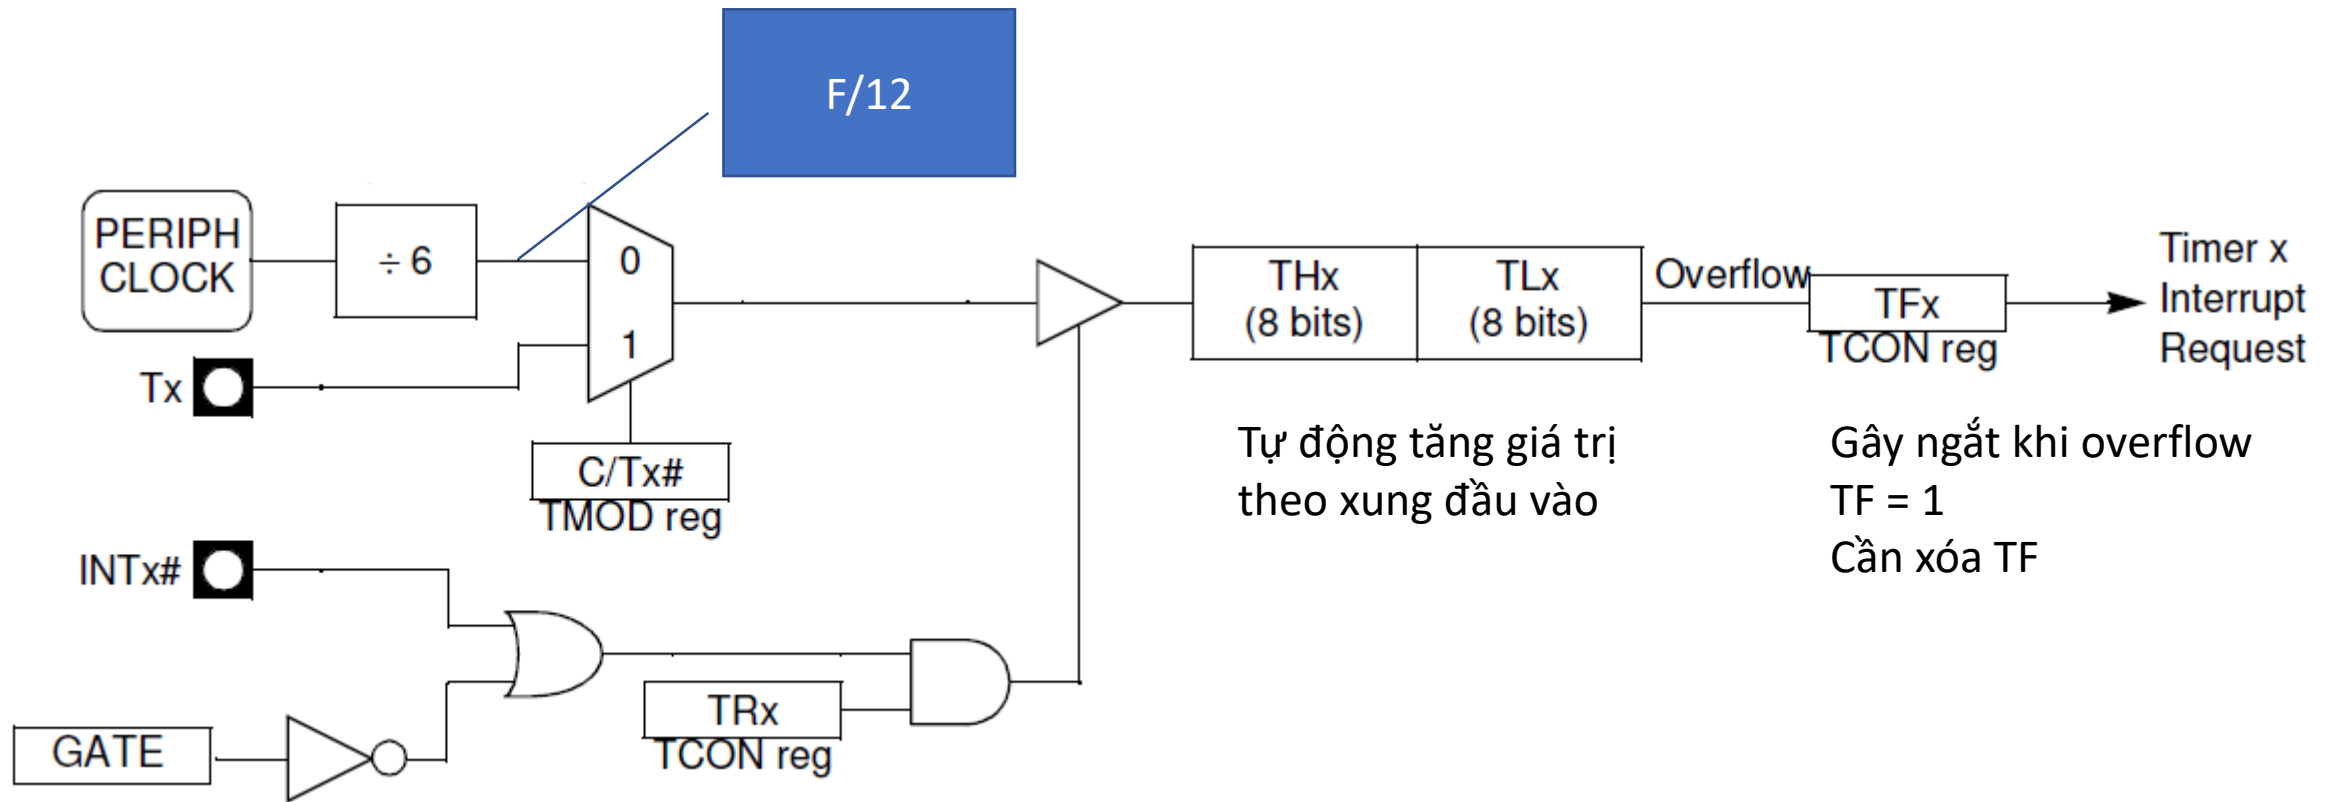 F/12
PERIPH
CLOCK
÷ 6
0
1
Tx
C/Tx#
TMOD reg
INTx#
GATE
TRx
TCON reg
THx
(8 bits)
TLx
(8 bits)
Overflow
TFx
TCON reg
Timer x
Interrupt
Request
Tự động tăng giá trị
theo xung đầu vào
Gây ngắt khi overflow
TF = 1
Cần xóa TF